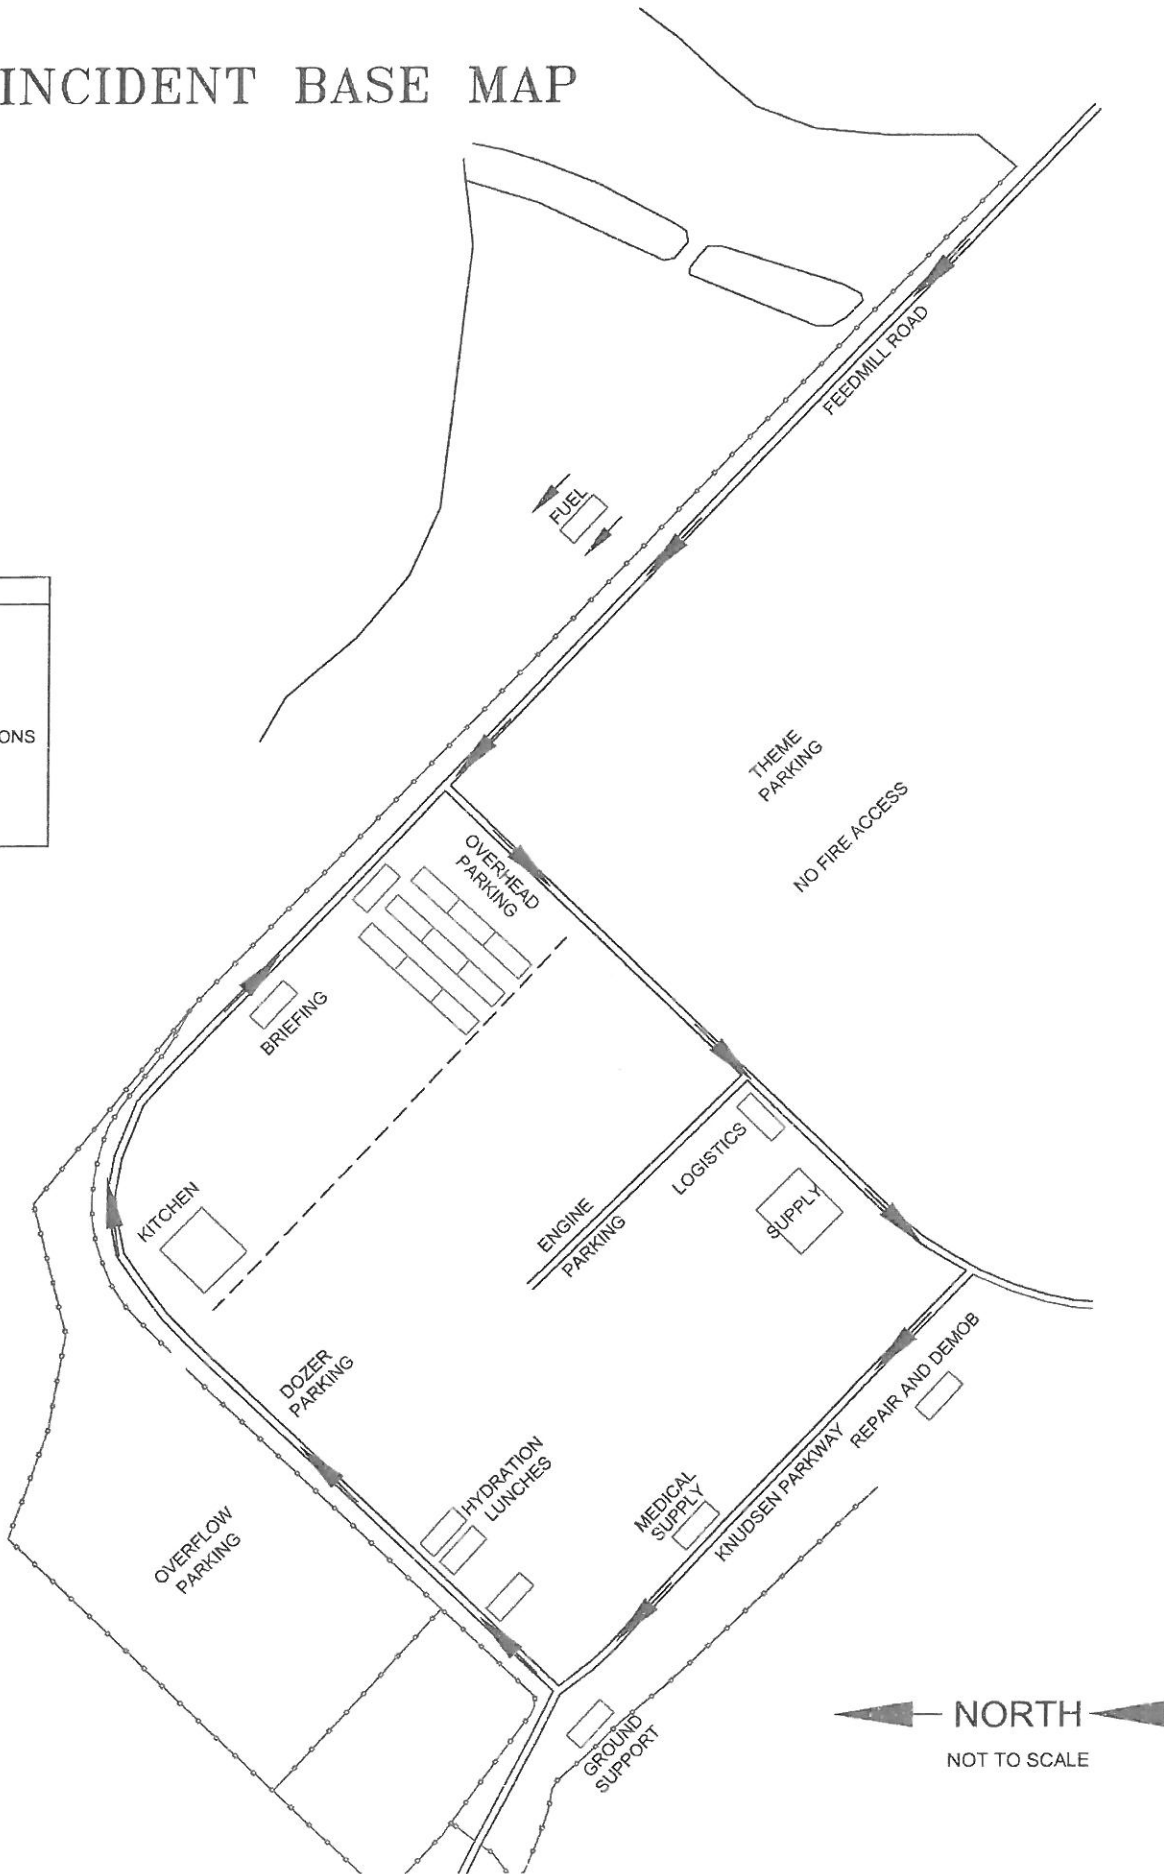 INCIDENT BASE MAP
FEEDMILL ROAD
FUEL
ONS
THEME
PARKING
NO FIRE ACCESS
OVERHEAD
PARKING
BRIEFING
LOGISTICS
KITCHEN
ENGINE
PARKING
SUPPLY
DOZER
PARKING
REPAIR AND DEMOB
HYDRATION
LUNCHES
MEDICAL
SUPPLY
KNUDSEN PARKWAY
OVERFLOW
PARKING
GROUND
SUPPORT
NORTH
NOT TO SCALE